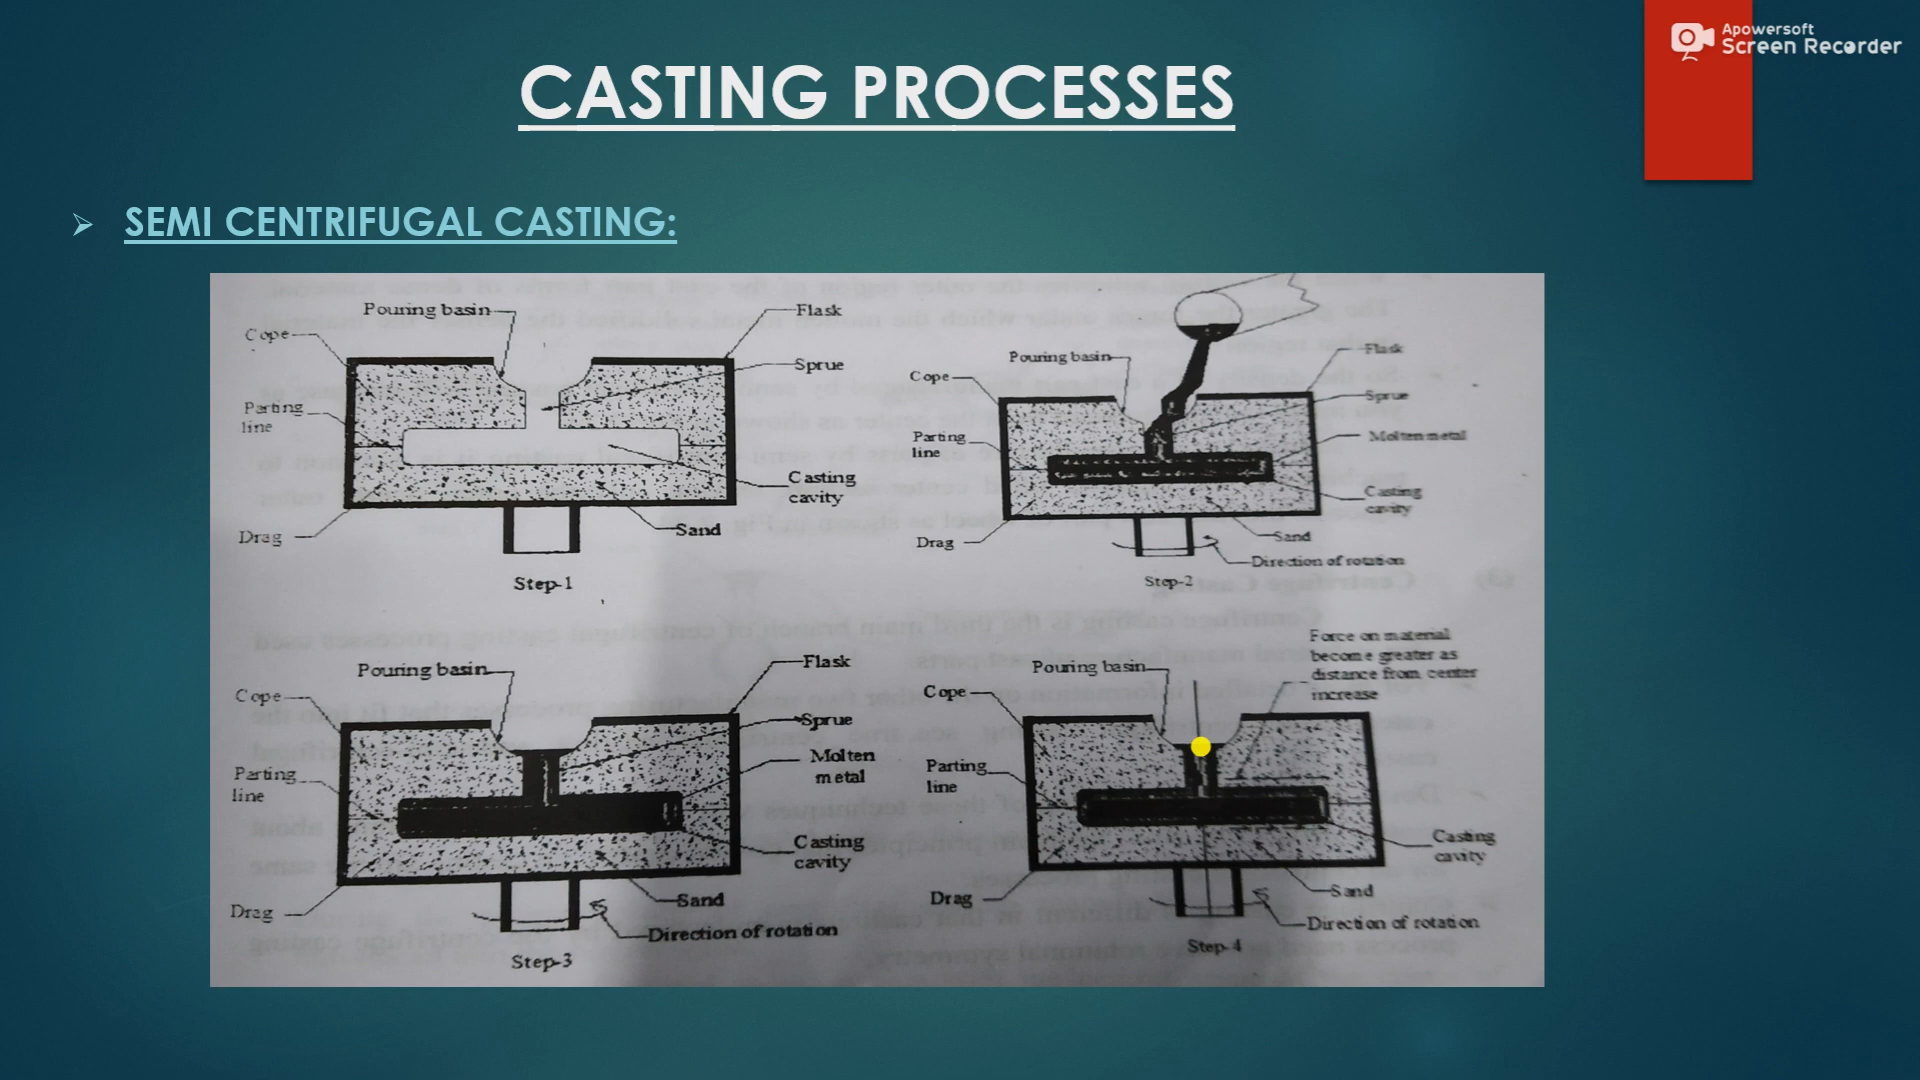 Apowersoft
Screen Recorder
CASTING PROCESSES
SEMI CENTRIFUGAL CASTING:
Pouring basin
Flask
Cope
Sprue
Parting
line
Casting
cavity
Sand
Drag
Step-1
Pouring basin
Flask
Cope
Sprue
Parting
line
Molten metal
Casting
cavity
Sand
Drag
Direction of rotation
Step-2
Pouring basin
Flask
Cope
Sprue
Molten
metal
Parting
line
Casting
cavity
Sand
Drag
Direction of rotation
Step-3
Force on material
become greater as
distance from center
increase
Pouring basin
Cope
Parting
line
Casting
cavity
Sand
Drag
Direction of rotation
Step-4